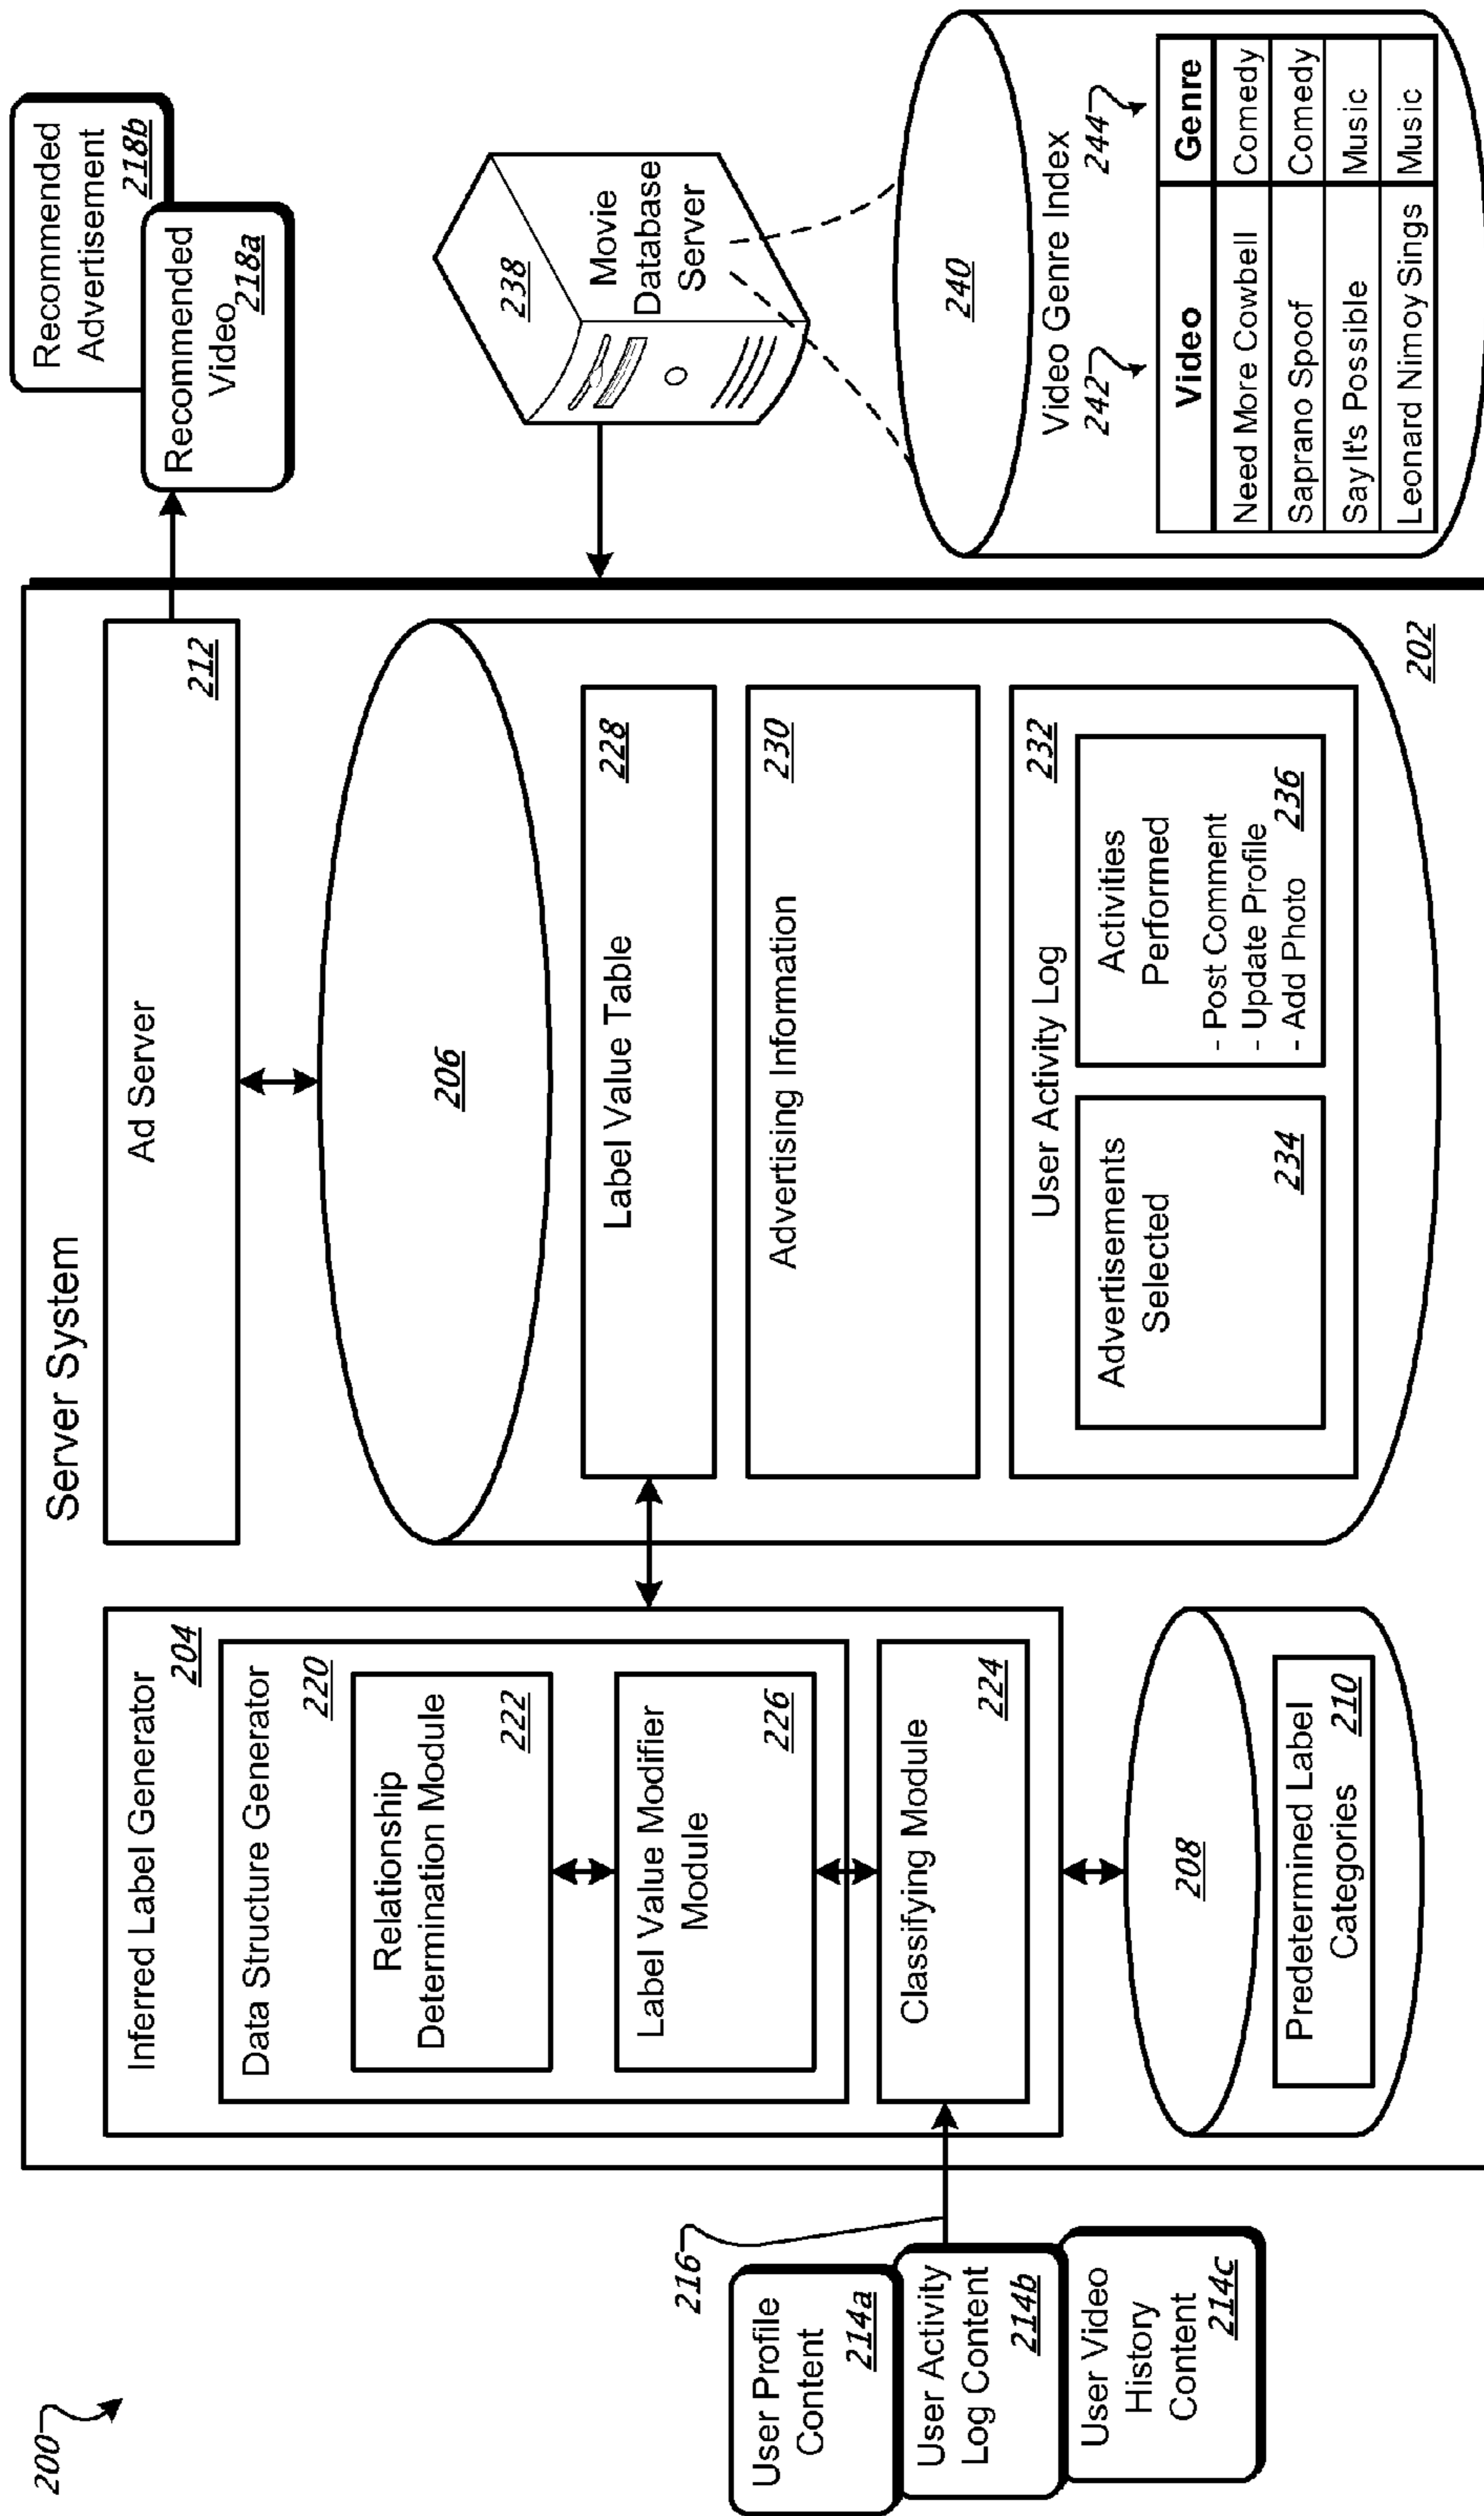 200
Server System
Inferred Label Generator
204
Data Structure Generator
220
Relationship
Determination Module
222
Label Value Modifier
Module
226
Classifying Module
224
208
Predetermined Label
Categories
210
216
User Profile
Content
214a
User Activity
Log Content
214b
User Video
History
Content
214c
Ad Server
212
206
Label Value Table
228
Advertising Information
230
User Activity Log
232
Advertisements
Selected
234
Activities
Performed
- Post Comment
- Update Profile
- Add Photo
236
202
Recommended
Advertisement
218b
Recommended
Video
218a
238
Movie
Database
Server
240
Video Genre Index
242
244
Video Genre
Need More Cowbell Comedy
Saprano Spoof Comedy
Say It's Possible Music
Leonard Nimoy Sings Music